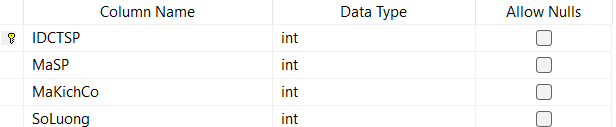 Column Name Data Type Allow Nulls
IDCTSP int
MaSP int
MaKichCo int
SoLuong int